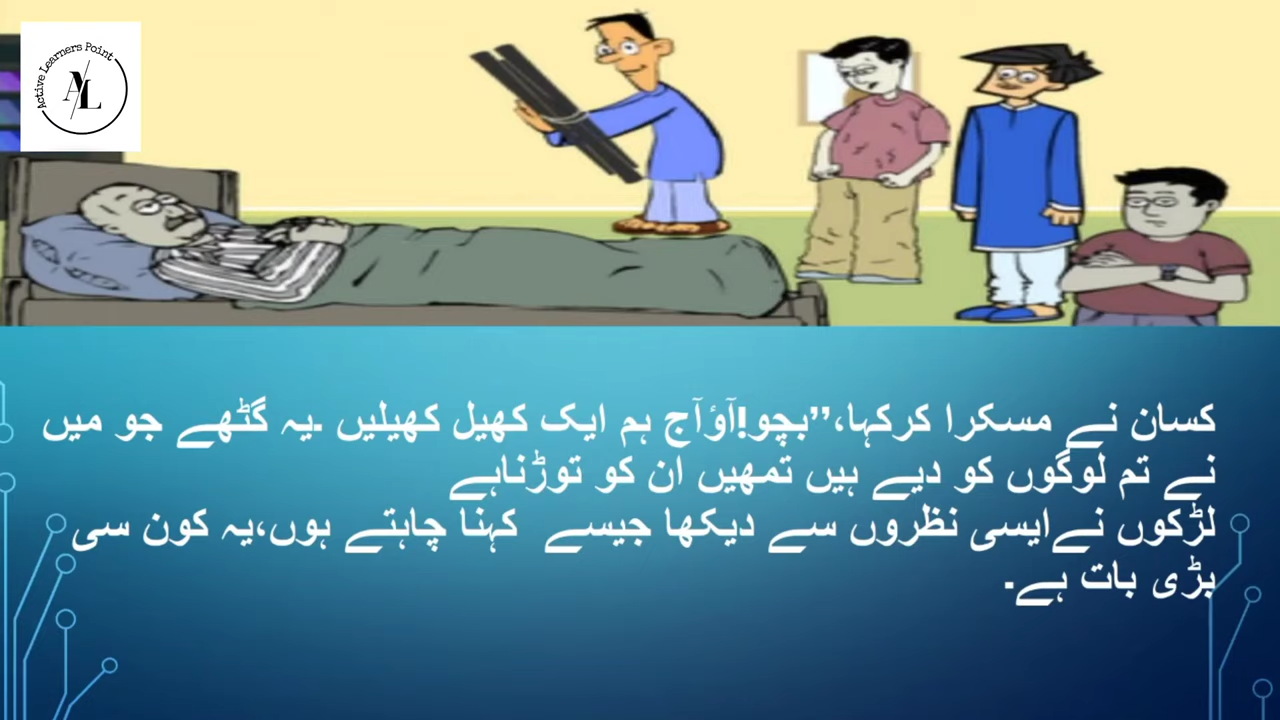 Active Learners Point
AL
کسان نے مسکرا کرکہا،”بچو!آؤآج ہم ایک کھیل کھیلیں ۔یہ گٹھے جو میں
نے تم لوگوں کو دیے ہیں تمھیں ان کو توڑناہے
لڑکوں نےایسی نظروں سے دیکھا جیسے کہنا چاہتے ہوں،یہ کون سی
بڑی بات ہے۔